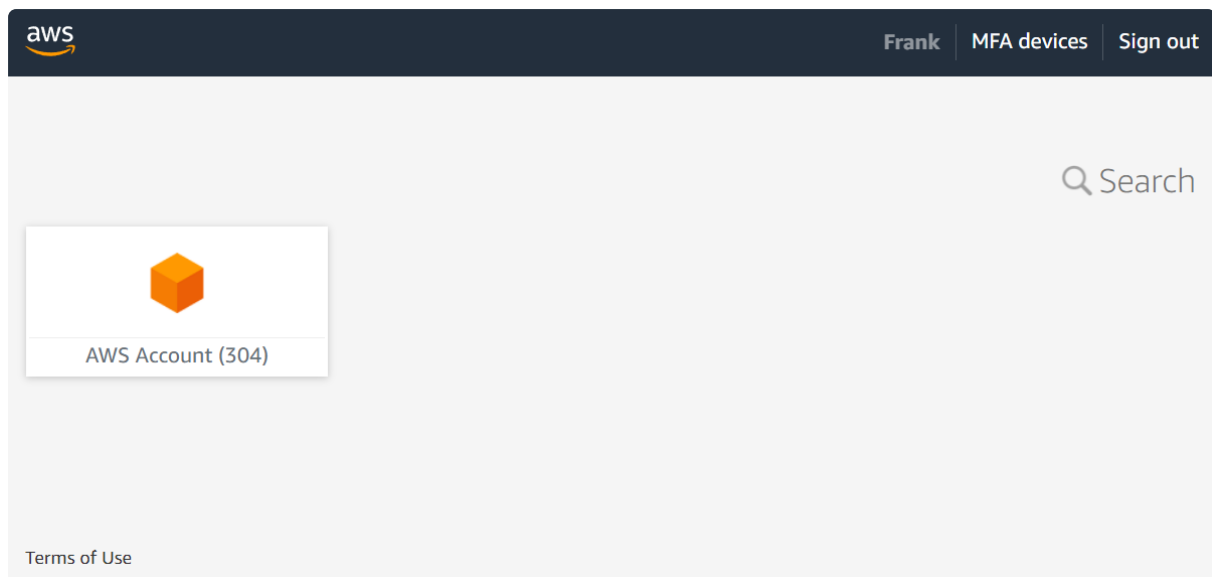 aws
Frank MFA devices Sign out
Search
AWS Account (304)
Terms of Use